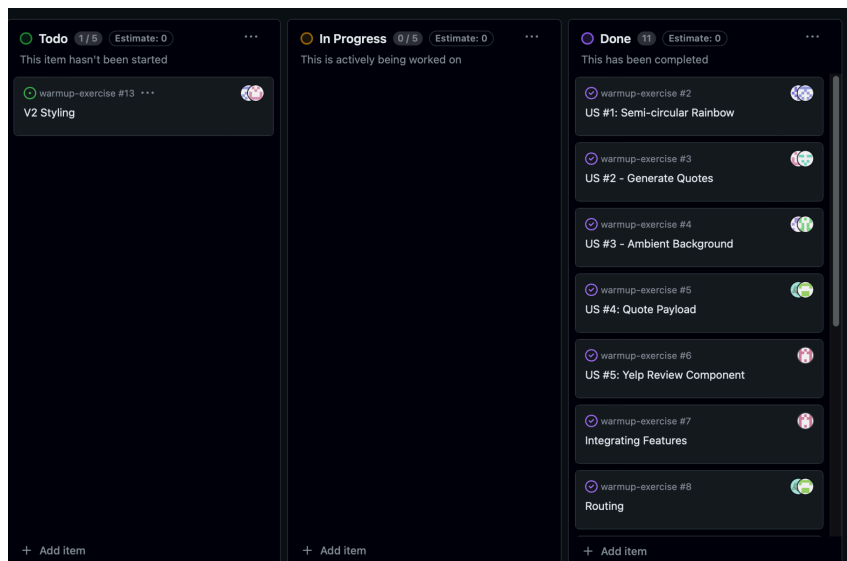 Todo 1 / 5 Estimate: 0 ...
This item hasn't been started
warmup-exercise #13 ...
V2 Styling
+ Add item
In Progress 0 / 5 Estimate: 0 ...
This is actively being worked on
+ Add item
Done 11 Estimate: 0 ...
This has been completed
warmup-exercise #2
US #1: Semi-circular Rainbow
warmup-exercise #3
US #2 - Generate Quotes
warmup-exercise #4
US #3 - Ambient Background
warmup-exercise #5
US #4: Quote Payload
warmup-exercise #6
US #5: Yelp Review Component
warmup-exercise #7
Integrating Features
warmup-exercise #8
Routing
+ Add item